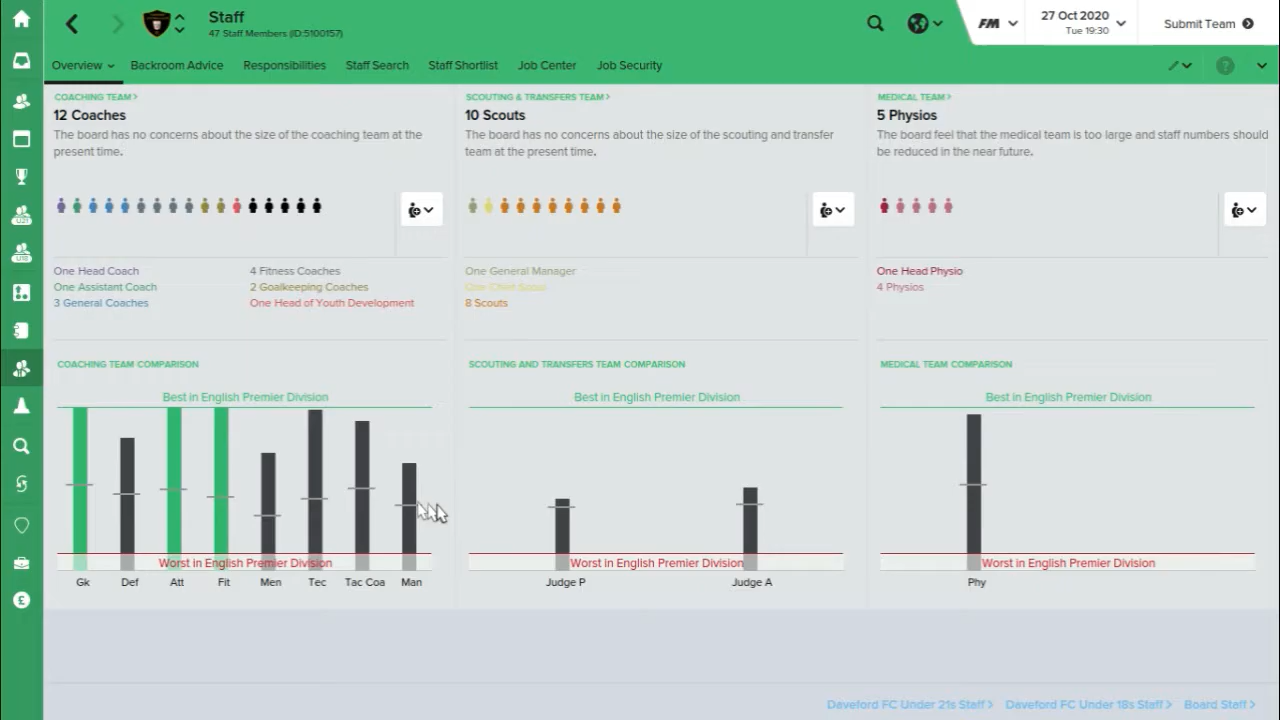 Staff
47 Staff Members (ID:5100157)
FM
27 Oct 2020
Tue 19:30
Submit Team
Overview
Backroom Advice
Responsibilities
Staff Search
Staff Shortlist
Job Center
Job Security
?
U21
U18
£
COACHING TEAM >
12 Coaches
The board has no concerns about the size of the coaching team at the
present time.
One Head Coach
One Assistant Coach
3 General Coaches
4 Fitness Coaches
2 Goalkeeping Coaches
One Head of Youth Development
SCOUTING & TRANSFERS TEAM >
10 Scouts
The board has no concerns about the size of the scouting and transfer
team at the present time.
One General Manager
One Chief Scout
8 Scouts
MEDICAL TEAM >
5 Physios
The board feel that the medical team is too large and staff numbers should
be reduced in the near future.
One Head Physio
4 Physios
COACHING TEAM COMPARISON
Best in English Premier Division
Worst in English Premier Division
Gk Def Att Fit Men Tec Tac Coa Man
SCOUTING AND TRANSFERS TEAM COMPARISON
Best in English Premier Division
Worst in English Premier Division
Judge P Judge A
MEDICAL TEAM COMPARISON
Best in English Premier Division
Worst in English Premier Division
Phy
Daveford FC Under 21s Staff >
Daveford FC Under 18s Staff >
Board Staff >